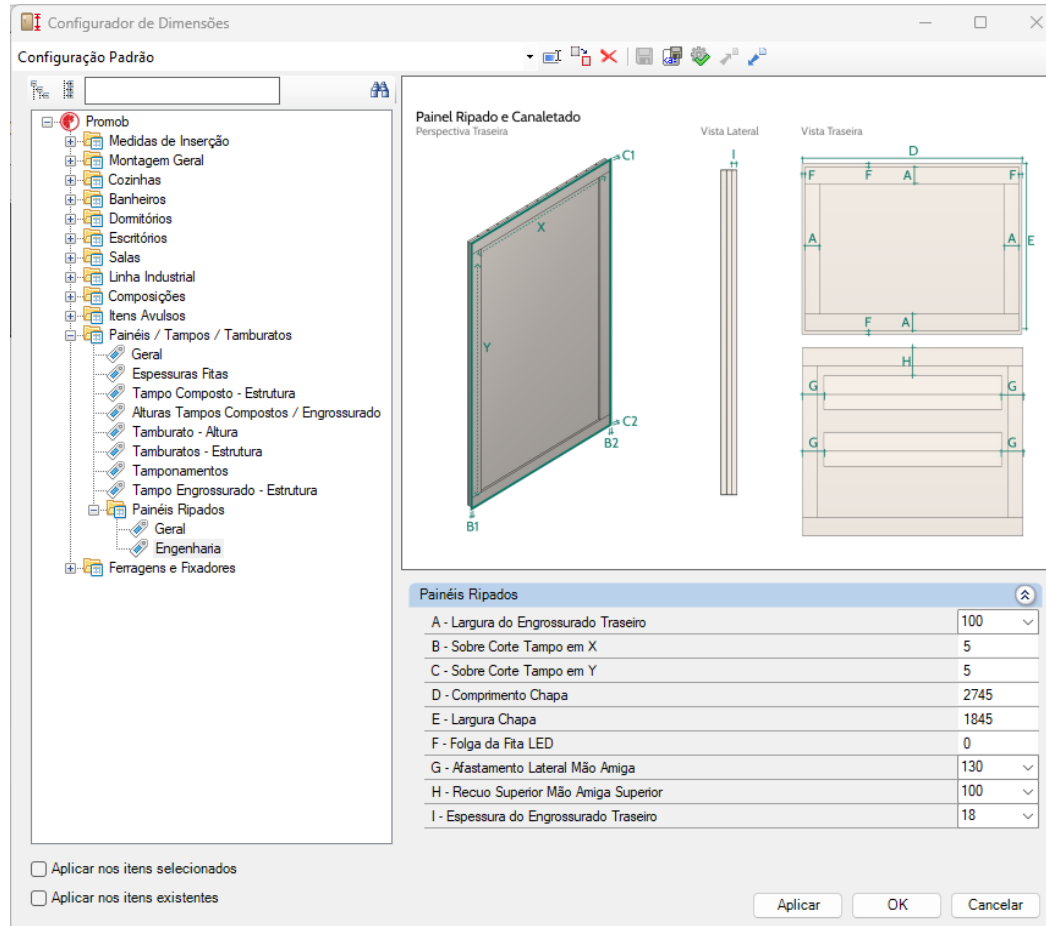 Configurador de Dimensões
Configuração Padrão
Promob
Medidas de Inserção
Montagem Geral
Cozinhas
Banheiros
Dormitórios
Escritórios
Salas
Linha Industrial
Composições
Itens Avulsos
Painéis / Tampos / Tamburatos
Geral
Espessuras Fitas
Tampo Composto - Estrutura
Alturas Tampos Compostos / Engrossurado
Tamburato - Altura
Tamburatos - Estrutura
Tamponamentos
Tampo Engrossurado - Estrutura
Painéis Ripados
Geral
Engenharia
Ferragens e Fixadores
Painel Ripado e Canaletado
Perspectiva Traseira
Vista Lateral
Vista Traseira
C1
X
Y
C2
B2
B1
I
D
F F A F
A A E
F A
H
G G
G G
Painéis Ripados
A - Largura do Engrossurado Traseiro 100
B - Sobre Corte Tampo em X 5
C - Sobre Corte Tampo em Y 5
D - Comprimento Chapa 2745
E - Largura Chapa 1845
F - Folga da Fita LED 0
G - Afastamento Lateral Mão Amiga 130
H - Recuo Superior Mão Amiga Superior 100
I - Espessura do Engrossurado Traseiro 18
Aplicar nos itens selecionados
Aplicar nos itens existentes
Aplicar OK Cancelar